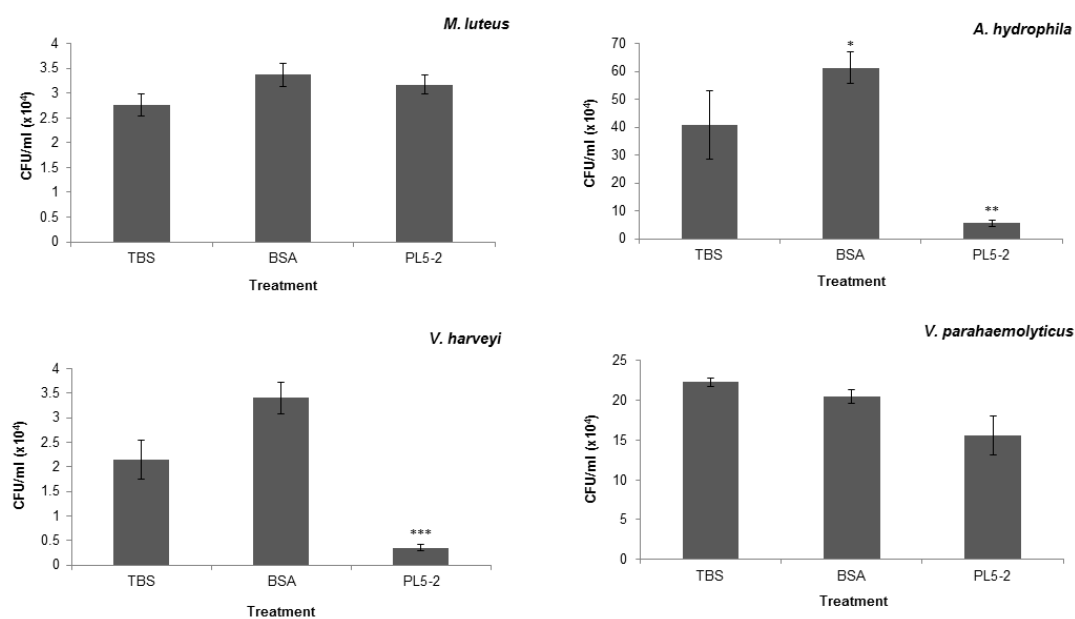 M. luteus
4
3.5
3
2.5
2
1.5
1
0.5
0
CFU/ml (x10⁴)
TBS BSA PL5-2
Treatment
A. hydrophila
70
60
50
40
30
20
10
0
CFU/ml (x10⁴)
*
**
TBS BSA PL5-2
Treatment
V. harveyi
4
3.5
3
2.5
2
1.5
1
0.5
0
CFU/ml (x10⁴)
***
TBS BSA PL5-2
Treatment
V. parahaemolyticus
25
20
15
10
5
0
CFU/ml (x10⁴)
TBS BSA PL5-2
Treatment